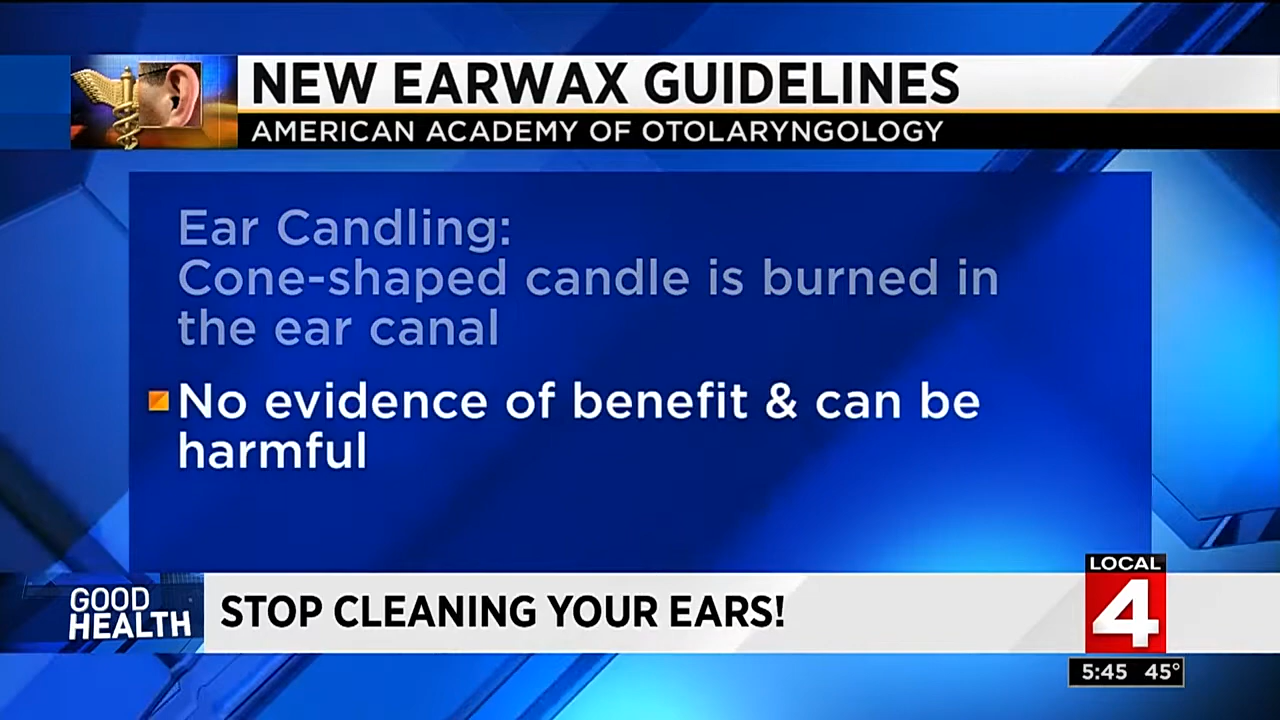 NEW EARWAX GUIDELINES
AMERICAN ACADEMY OF OTOLARYNGOLOGY
Ear Candling:
Cone-shaped candle is burned in
the ear canal
No evidence of benefit & can be
harmful
GOOD
HEALTH
STOP CLEANING YOUR EARS!
LOCAL
4
5:45 45°